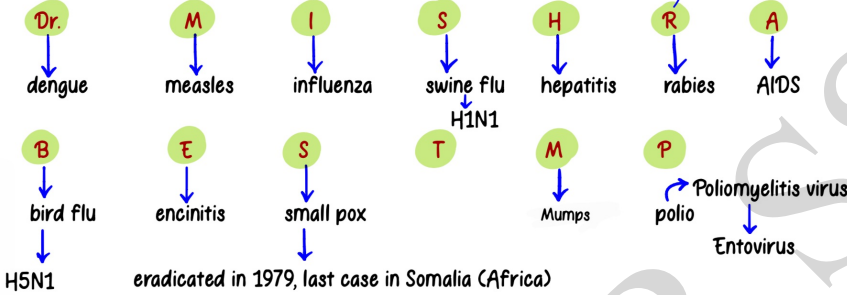 Dr. M I S H R A
dengue measles influenza swine flu hepatitis rabies AIDS
H1N1
B E S T M P
Poliomyelitis virus
bird flu encinitis small pox Mumps polio
Entovirus
H5N1 eradicated in 1979, last case in Somalia (Africa)